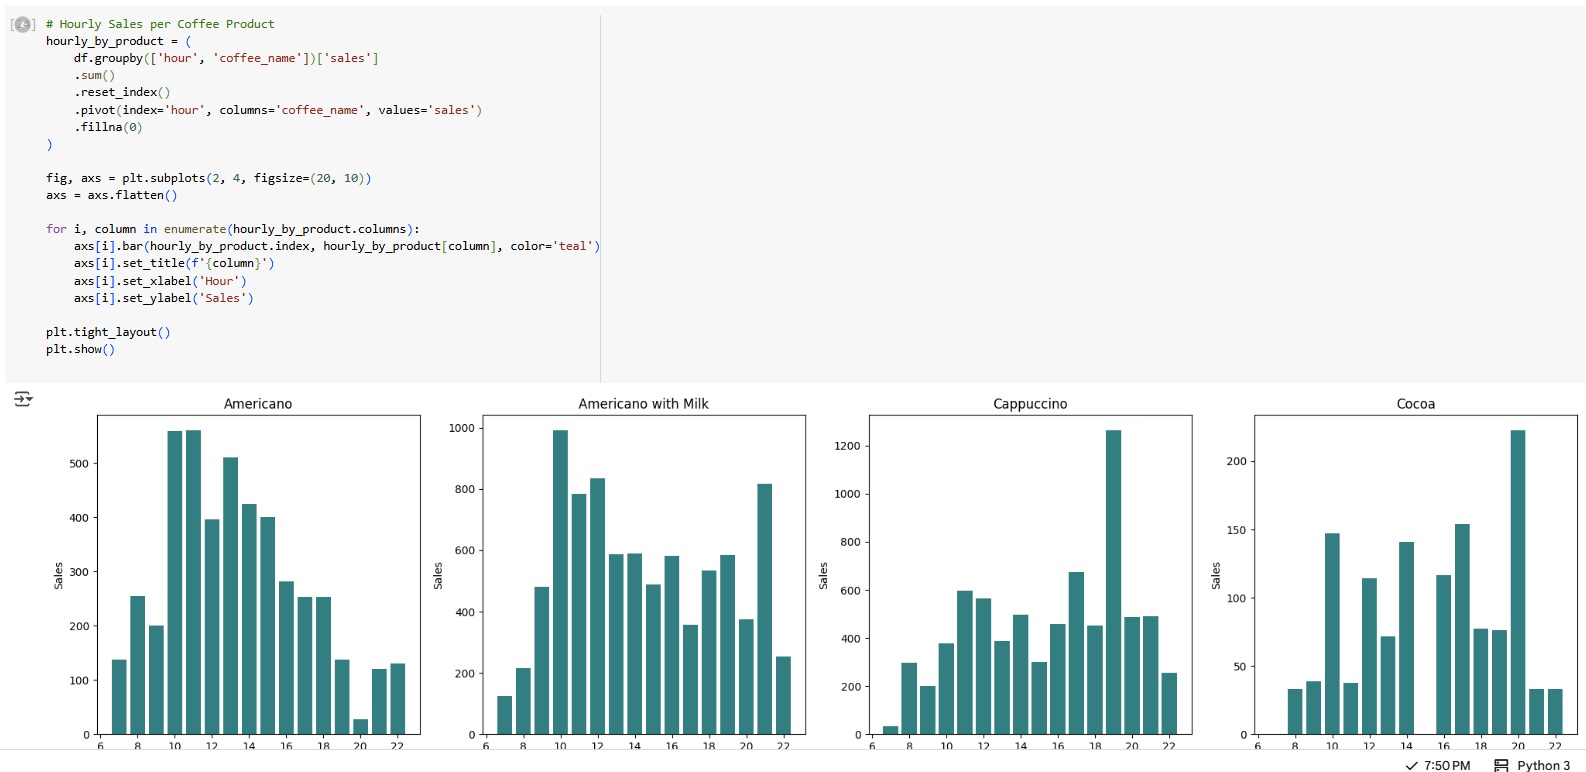 # Hourly Sales per Coffee Product
hourly_by_product = (
    df.groupby(['hour', 'coffee_name'])['sales']
    .sum()
    .reset_index()
    .pivot(index='hour', columns='coffee_name', values='sales')
    .fillna(0)
)
fig, axs = plt.subplots(2, 4, figsize=(20, 10))
axs = axs.flatten()
for i, column in enumerate(hourly_by_product.columns):
    axs[i].bar(hourly_by_product.index, hourly_by_product[column], color='teal')
    axs[i].set_title(f'{column}')
    axs[i].set_xlabel('Hour')
    axs[i].set_ylabel('Sales')
plt.tight_layout()
plt.show()
Americano
Sales
500
400
300
200
100
0
6 8 10 12 14 16 18 20 22
Americano with Milk
Sales
1000
800
600
400
200
0
6 8 10 12 14 16 18 20 22
Cappuccino
Sales
1200
1000
800
600
400
200
0
6 8 10 12 14 16 18 20 22
Cocoa
Sales
200
150
100
50
0
6 8 10 12 14 16 18 20 22
7:50 PM Python 3